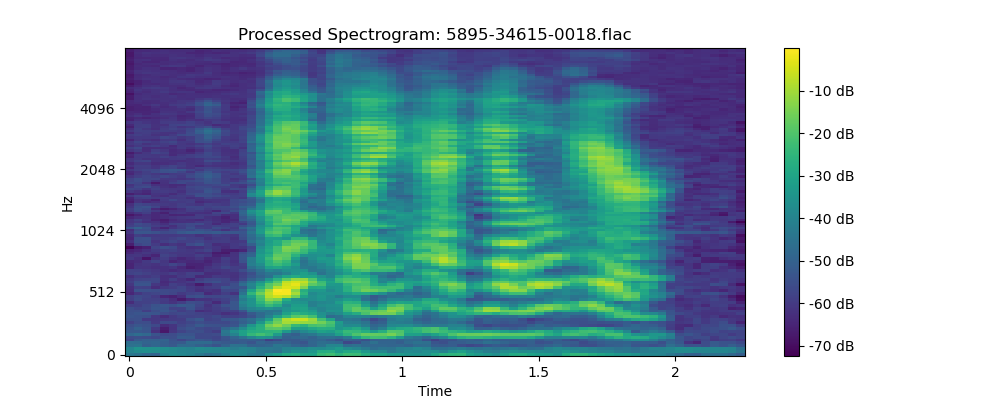 Processed Spectrogram: 5895-34615-0018.flac
Hz
4096
2048
1024
512
0
0
0.5
1
1.5
2
Time
-10 dB
-20 dB
-30 dB
-40 dB
-50 dB
-60 dB
-70 dB